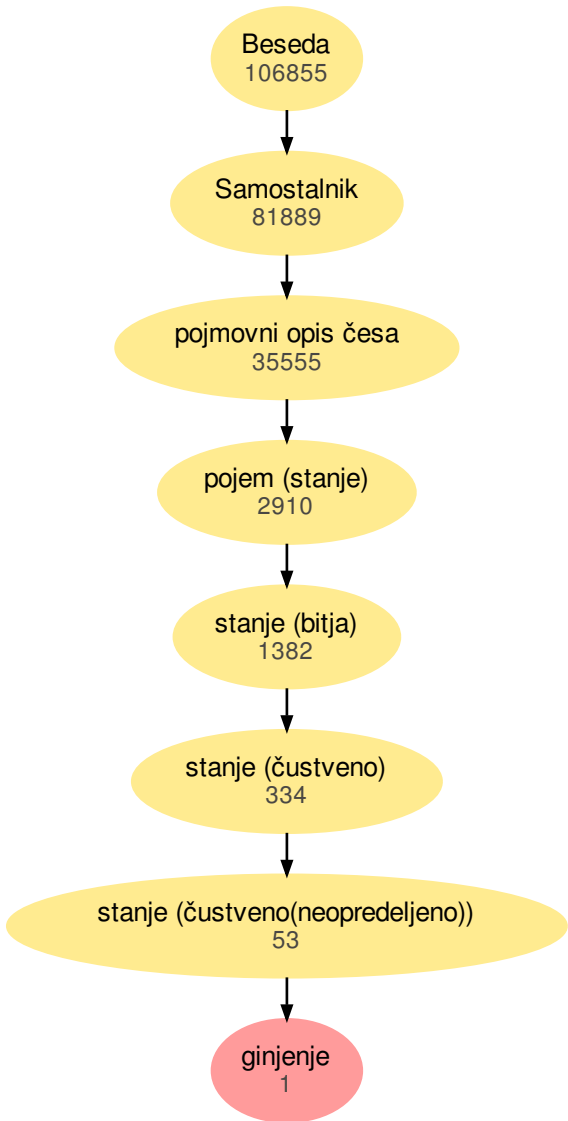 Beseda
106855
Samostalnik
81889
pojmovni opis česa
35555
pojem (stanje)
2910
stanje (bitja)
1382
stanje (čustveno)
334
stanje (čustveno(neopredeljeno))
53
ginjenje
1